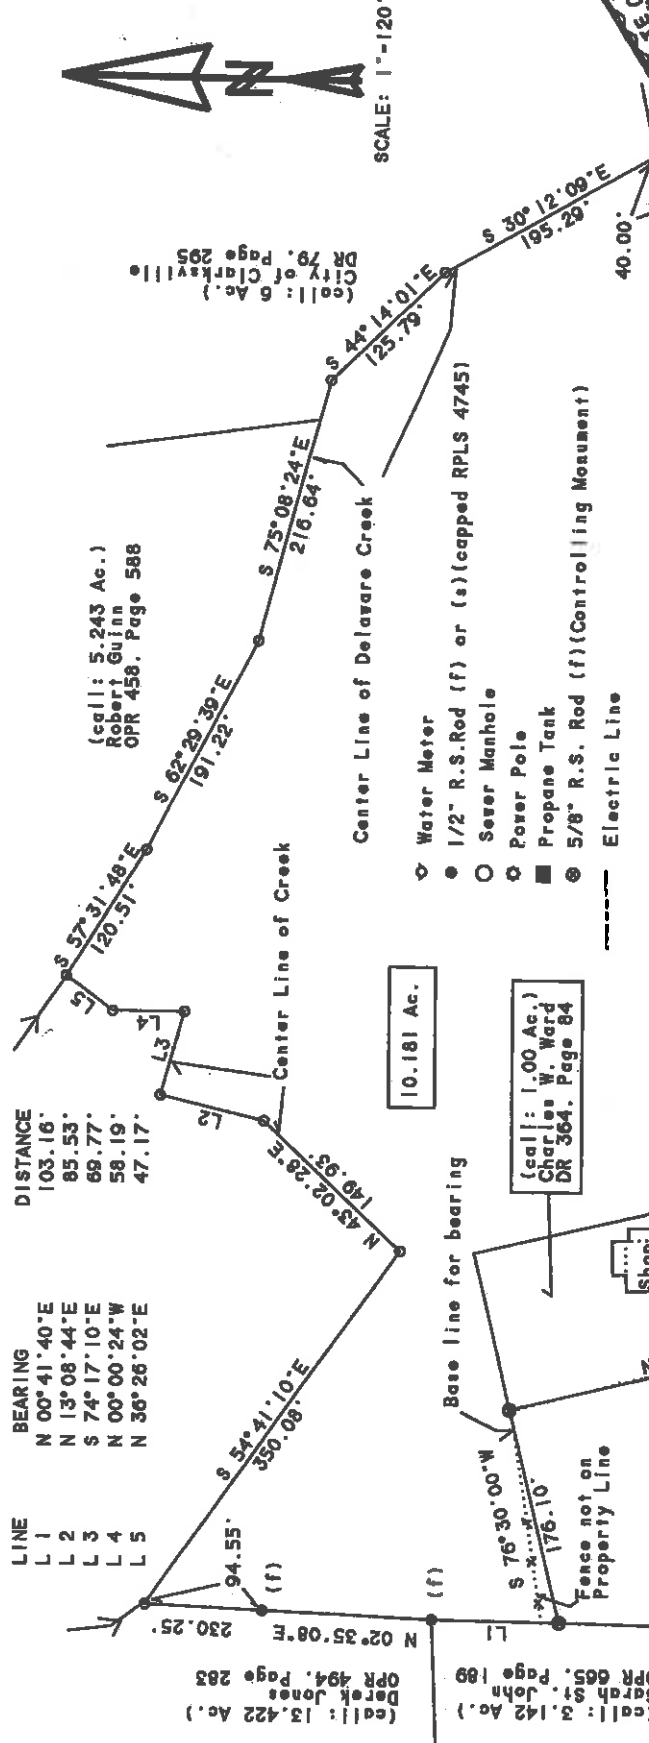 LINE BEARING DISTANCE
L 1 N 00°41'40"E 103.16'
L 2 N 13°08'44"E 85.53'
L 3 S 74°17'10"E 69.77'
L 4 N 00°00'24"W 58.19'
L 5 N 36°26'02"E 47.17'
N
SCALE: 1"-120'
(call: 6 Ac.)
City of Clarksville
DR 79, Page 295
(call: 5.243 Ac.)
Robert Guinn
OPR 458, Page 588
S 57°31'48"E
120.51'
S 62°29'39"E
191.22'
S 75°08'24"E
216.64'
S 44°14'01"E
125.79'
S 30°12'09"E
195.29'
40.00'
L5
L4
L3
L2
Center Line of Creek
Center Line of Delaware Creek
N 43°02'28"E
149.93'
S 54°41'10"E
350.08'
94.55'
(f)
230.25'
N 02°35'08"E
(f)
L1
(call: 13.422 Ac.)
Derek Jones
OPR 494, Page 283
(call: 3.142 Ac.)
Sarah St. John
OPR 665, Page 189
10.181 Ac.
Water Meter
1/2" R.S.Rod (f) or (s)(capped RPLS 4745)
Sewer Manhole
Power Pole
Propane Tank
5/8" R.S. Rod (f)(Controlling Monument)
Electric Line
(call: 1.00 Ac.)
Charles W. Ward
DR 364, Page 84
Base line for bearing
S 76°30'00"W
176.10'
Fence not on
Property Line
Shop